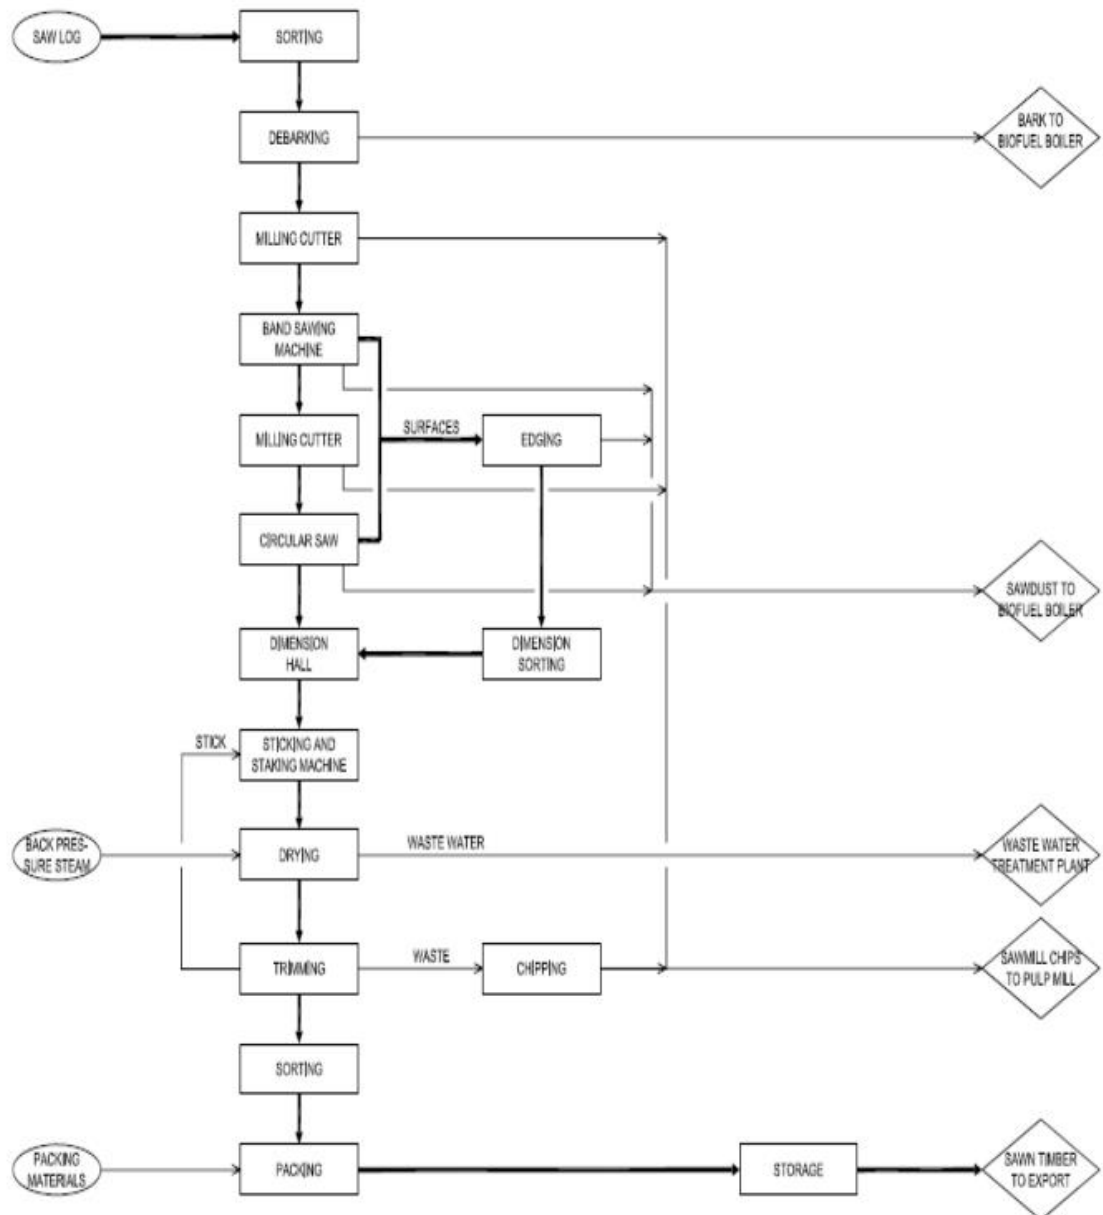 SAW LOG
SORTING
DEBARKING
BARK TO
BIOFUEL BOILER
MILLING CUTTER
BAND SAWING
MACHINE
MILLING CUTTER
SURFACES
EDGING
CIRCULAR SAW
SAWDUST TO
BIOFUEL BOILER
DIMENSION
HALL
DIMENSION
SORTING
STICK
STICKING AND
STAKING MACHINE
BACK PRES-
SURE STEAM
DRYING
WASTE WATER
WASTE WATER
TREATMENT PLANT
TRIMMING
WASTE
CHIPPING
SAWMILL CHIPS
TO PULP MILL
SORTING
PACKING
MATERIALS
PACKING
STORAGE
SAWN TIMBER
TO EXPORT